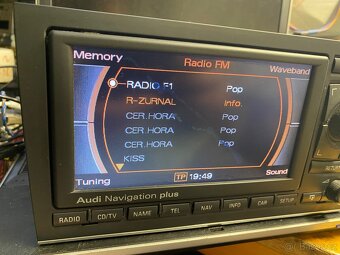 Memory
Radio FM
Waveband
RADIO F1 Pop
R-ZURNAL Info.
CER.HORA Pop
CER.HORA Pop
CER.HORA Pop
KISS
Tuning
TP 19:49
Sound
Audi Navigation plus
RADIO CD/TV NAME TEL NAV INFO CAR SETUP